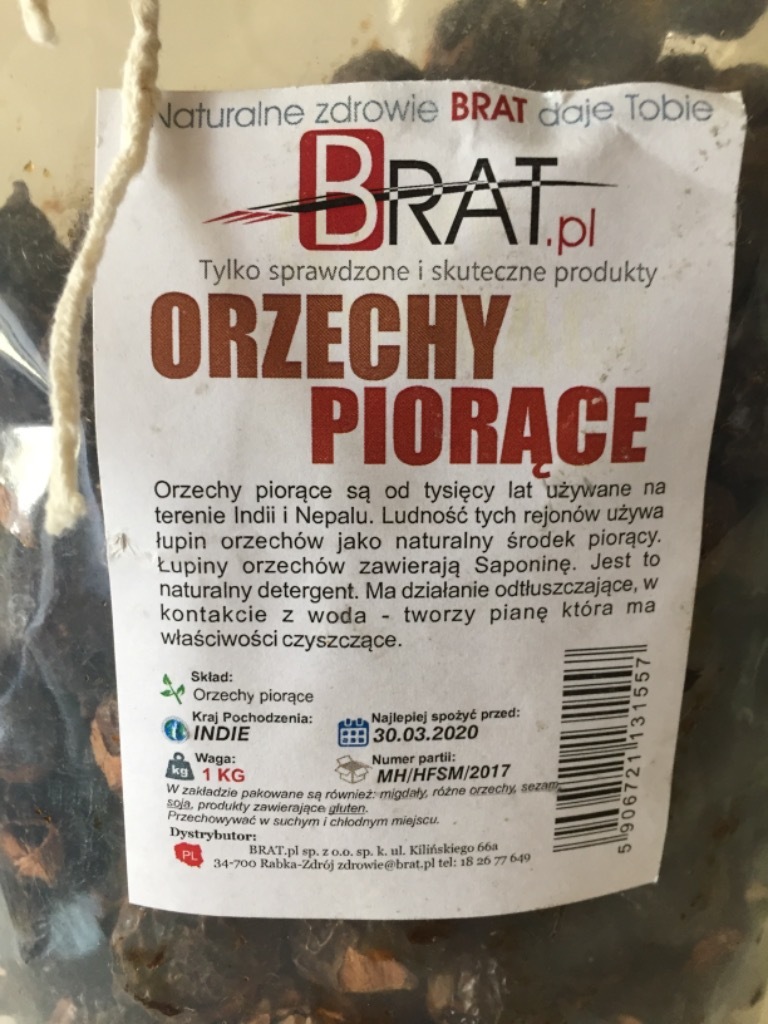 Naturalne zdrowie BRAT daje Tobie
BRAT.pl
Tylko sprawdzone i skuteczne produkty
ORZECHY
PIORĄCE
Orzechy piorące są od tysięcy lat używane na
terenie Indii i Nepalu. Ludność tych rejonów używa
łupin orzechów jako naturalny środek piorący.
Łupiny orzechów zawierają Saponinę. Jest to
naturalny detergent. Ma działanie odtłuszczające, w
kontakcie z woda - tworzy pianę która ma
właściwości czyszczące.
Skład:
Orzechy piorące
Kraj Pochodzenia:
INDIE
Najlepiej spożyć przed:
30.03.2020
kg
Waga:
1 KG
Numer partii:
MH/HFSM/2017
W zakładzie pakowane są również: migdały, różne orzechy, sezam
soja, produkty zawierające gluten.
Przechowywać w suchym i chłodnym miejscu.
Dystrybutor:
PL
BRAT.pl sp. z o.o. sp. k. ul. Kilińskiego 66a
34-700 Rabka-Zdrój zdrowie@brat.pl tel: 18 26 77 649
5 906721 131557